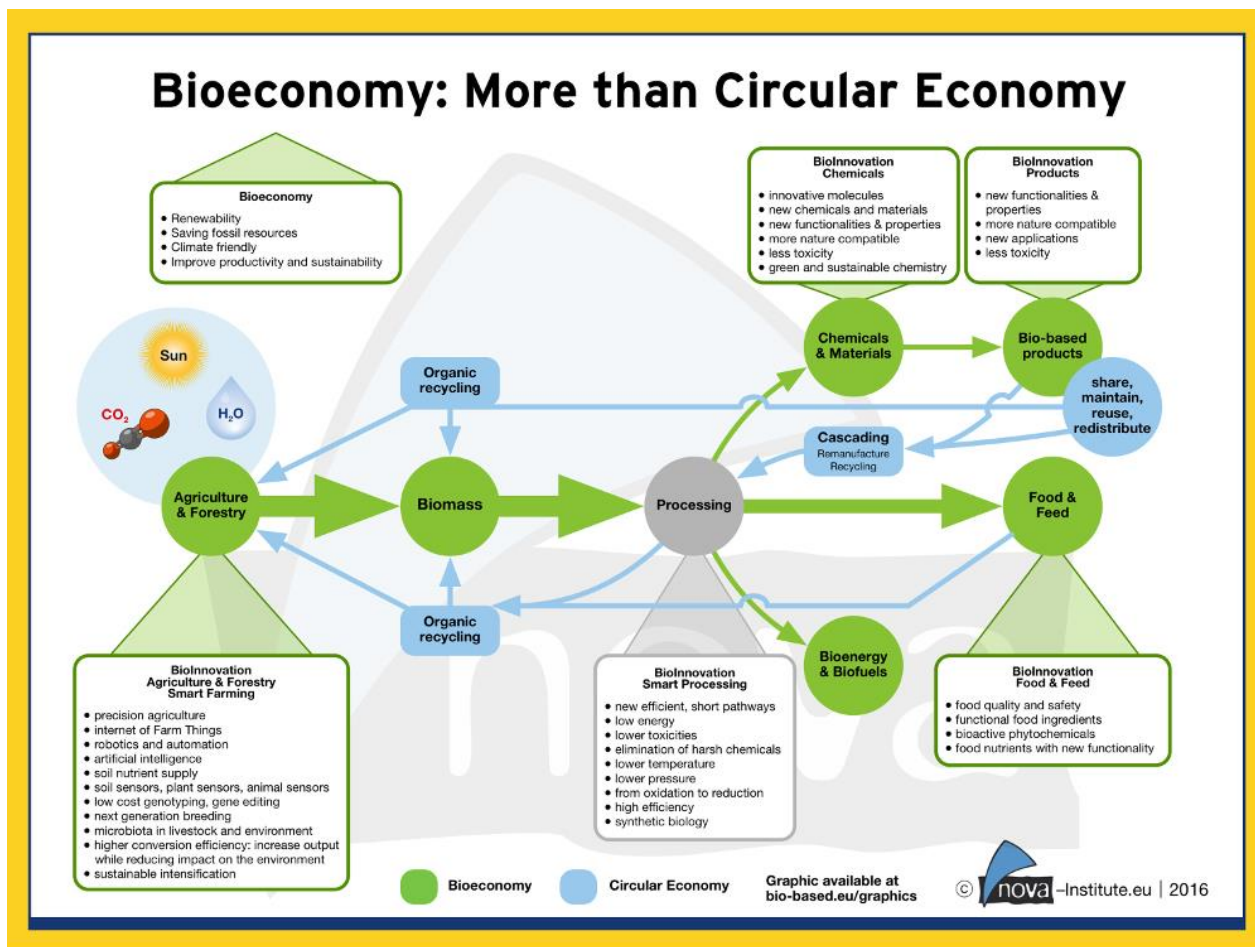 Bioeconomy: More than Circular Economy
Bioeconomy
• Renewability
• Saving fossil resources
• Climate friendly
• Improve productivity and sustainability
BioInnovation
Chemicals
• innovative molecules
• new chemicals and materials
• new functionalities & properties
• more nature compatible
• less toxicity
• green and sustainable chemistry
BioInnovation
Products
• new functionalities &
properties
• more nature compatible
• new applications
• less toxicity
Sun
CO₂
H₂O
Organic
recycling
Chemicals
& Materials
Bio-based
products
share,
maintain,
reuse,
redistribute
Cascading
Remanufacture
Recycling
Agriculture
& Forestry
Biomass
Processing
Food &
Feed
Organic
recycling
Bioenergy
& Biofuels
nova
BioInnovation
Agriculture & Forestry
Smart Farming
• precision agriculture
• internet of Farm Things
• robotics and automation
• artificial intelligence
• soil nutrient supply
• soil sensors, plant sensors, animal sensors
• low cost genotyping, gene editing
• next generation breeding
• microbiota in livestock and environment
• higher conversion efficiency: increase output
while reducing impact on the environment
• sustainable intensification
BioInnovation
Smart Processing
• new efficient, short pathways
• low energy
• lower toxicities
• elimination of harsh chemicals
• lower temperature
• lower pressure
• from oxidation to reduction
• high efficiency
• synthetic biology
BioInnovation
Food & Feed
• food quality and safety
• functional food ingredients
• bioactive phytochemicals
• food nutrients with new functionality
Bioeconomy
Circular Economy
Graphic available at
bio-based.eu/graphics
© nova-Institute.eu | 2016